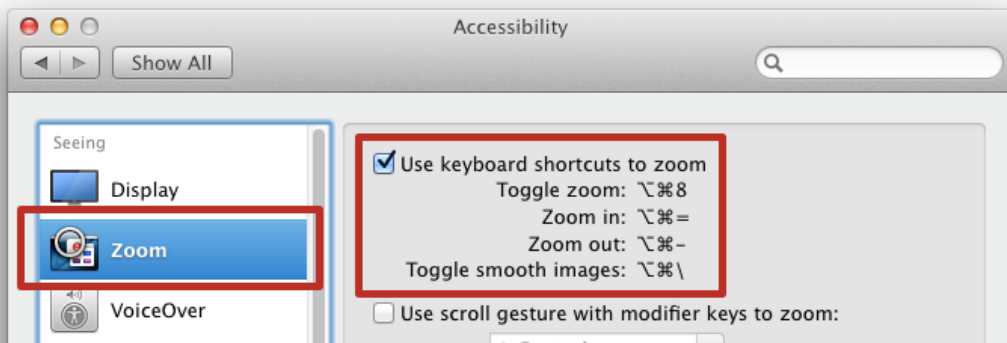 Accessibility
Show All
Seeing
Display
Zoom
VoiceOver
Use keyboard shortcuts to zoom
Toggle zoom: ⌥⌘8
Zoom in: ⌥⌘=
Zoom out: ⌥⌘-
Toggle smooth images: ⌥⌘\
Use scroll gesture with modifier keys to zoom: